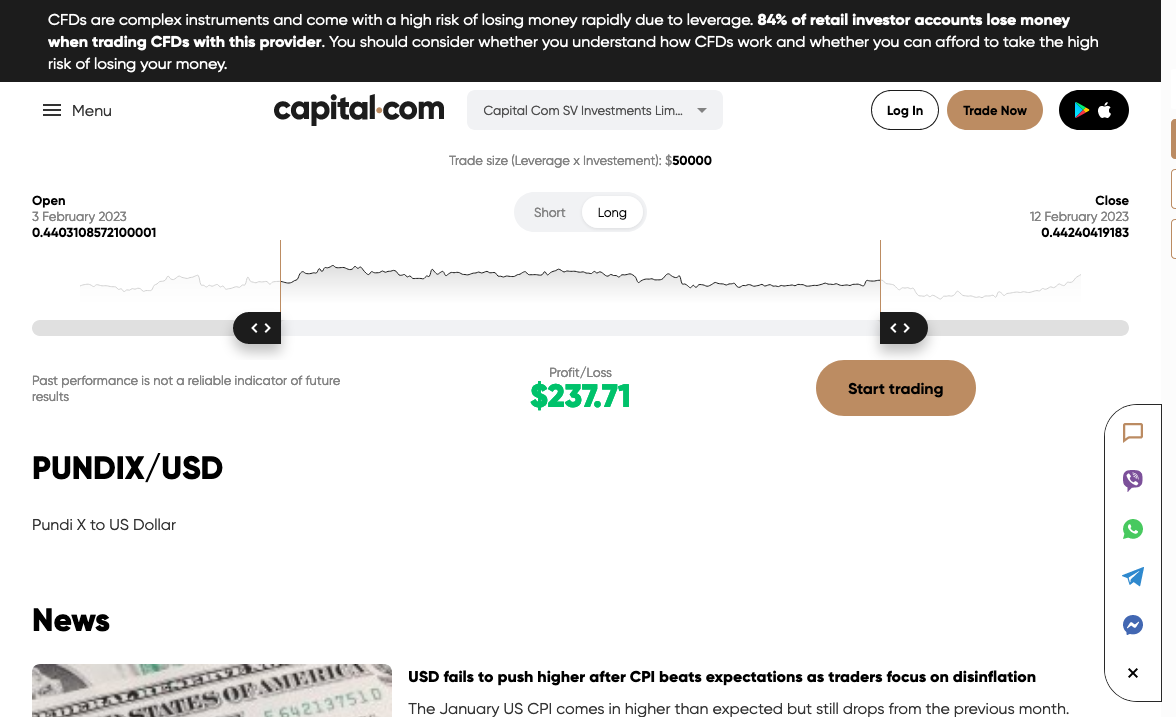 CFDs are complex instruments and come with a high risk of losing money rapidly due to leverage. 84% of retail investor accounts lose money
when trading CFDs with this provider. You should consider whether you understand how CFDs work and whether you can afford to take the high
risk of losing your money.
Menu
capital.com
Capital Com SV Investments Lim...
Log In
Trade Now
Trade size (Leverage x Investement): $50000
Open
3 February 2023
0.4403108572100001
Short
Long
Close
12 February 2023
0.44240419183
Past performance is not a reliable indicator of future
results
Profit/Loss
$237.71
Start trading
PUNDIX/USD
Pundi X to US Dollar
News
STATES OF AMERICA
USD fails to push higher after CPI beats expectations as traders focus on disinflation
The January US CPI comes in higher than expected but still drops from the previous month.